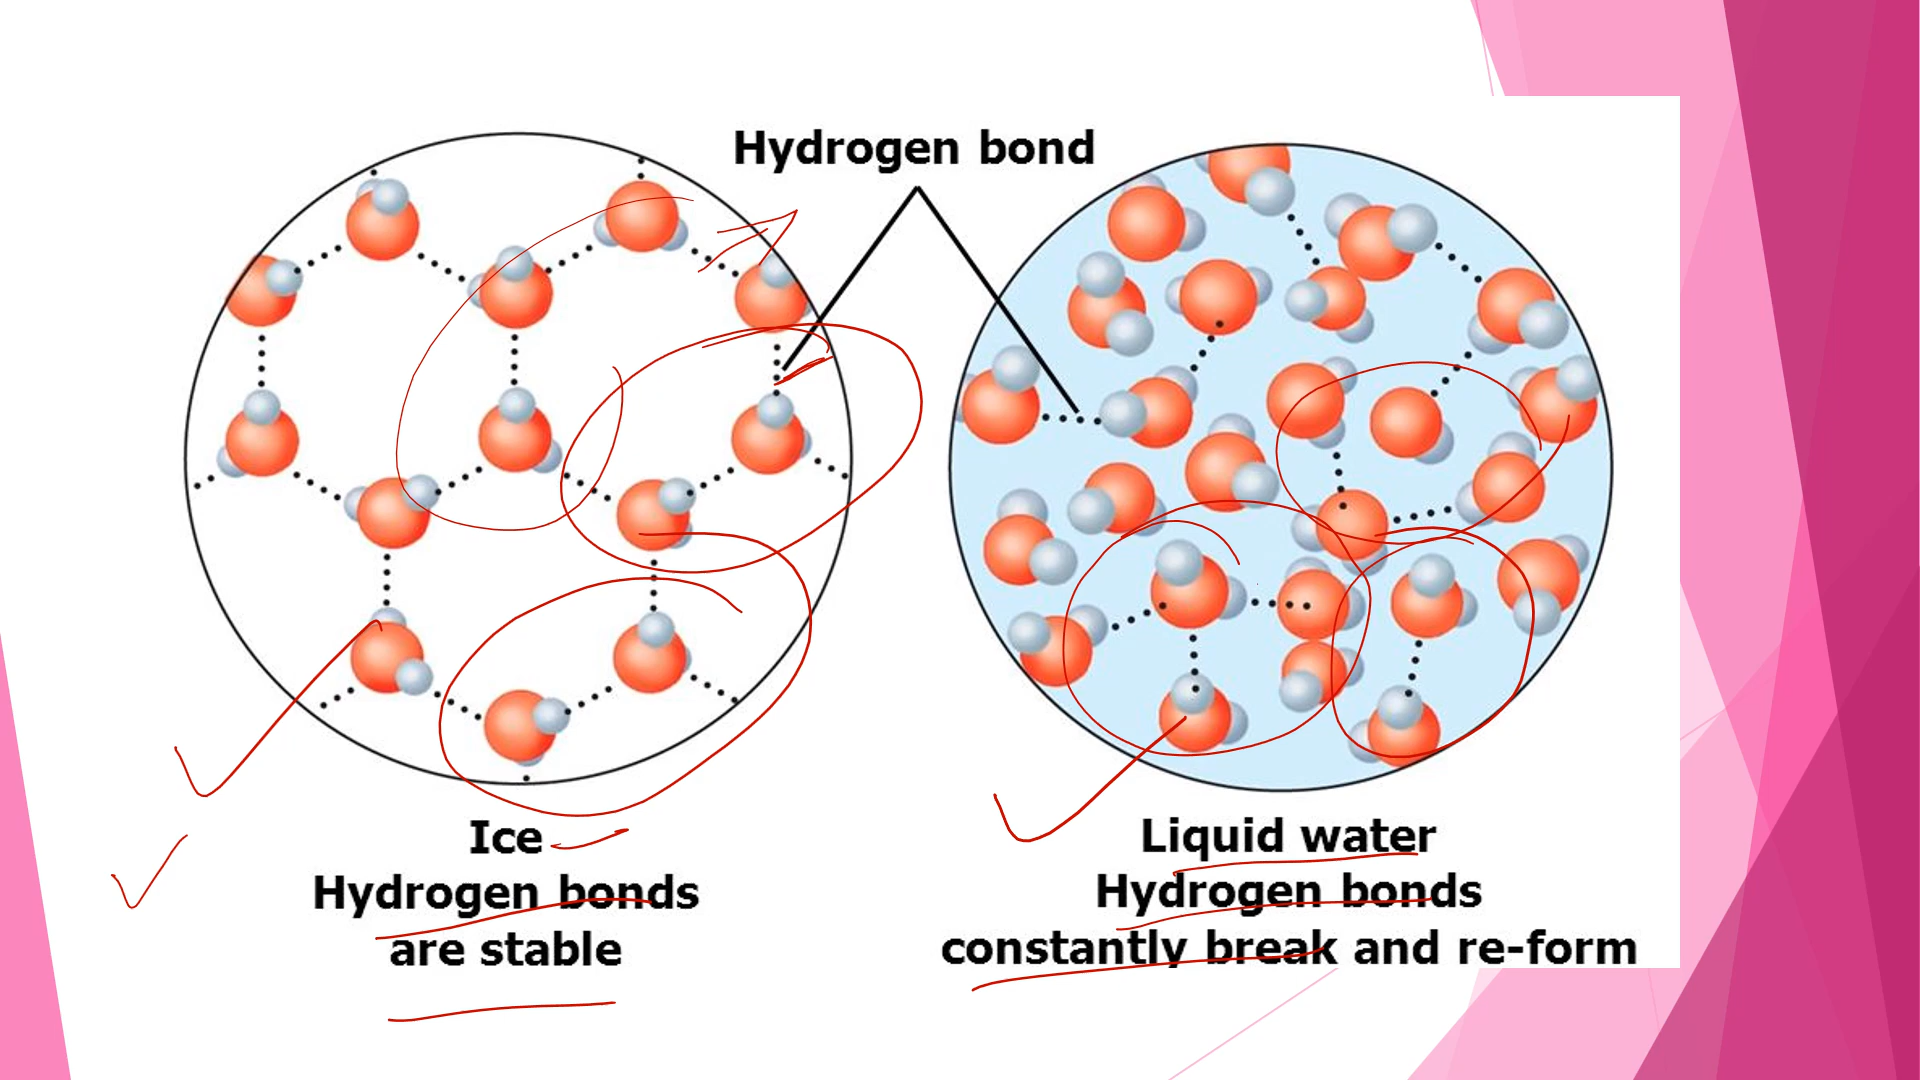 Hydrogen bond
Ice
Hydrogen bonds
are stable
Liquid water
Hydrogen bonds
constantly break and re-form